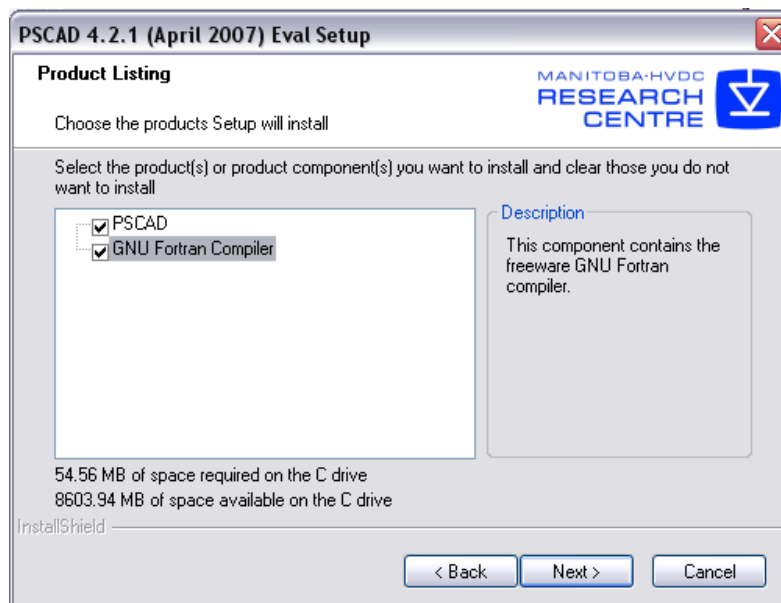 PSCAD 4.2.1 (April 2007) Eval Setup
Product Listing
Choose the products Setup will install
MANITOBA-HVDC
RESEARCH
CENTRE
Select the product(s) or product component(s) you want to install and clear those you do not
want to install
PSCAD
GNU Fortran Compiler
Description
This component contains the
freeware GNU Fortran
compiler.
54.56 MB of space required on the C drive
8603.94 MB of space available on the C drive
InstallShield
< Back
Next >
Cancel